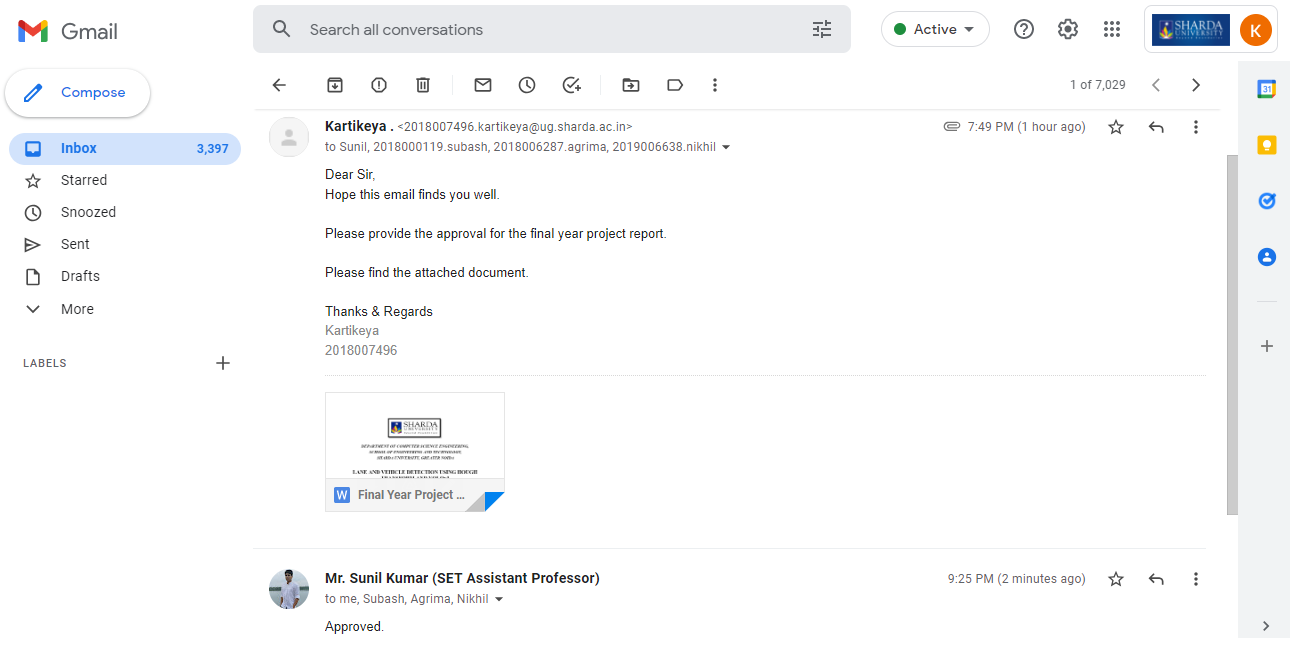 Gmail
Search all conversations
Active
SHARDA
UNIVERSITY
K
Compose
1 of 7,029
31
Inbox 3,397
Starred
Snoozed
Sent
Drafts
More
LABELS
Kartikeya . <2018007496.kartikeya@ug.sharda.ac.in>
7:49 PM (1 hour ago)
to Sunil, 2018000119.subash, 2018006287.agrima, 2019006638.nikhil
Dear Sir,
Hope this email finds you well.
Please provide the approval for the final year project report.
Please find the attached document.
Thanks & Regards
Kartikeya
2018007496
SHARDA
UNIVERSITY
DEPARTMENT OF COMPUTER SCIENCE ENGINEERING,
SCHOOL OF ENGINEERING AND TECHNOLOGY,
SHARDA UNIVERSITY, GREATER NOIDA
LANE AND VEHICLE DETECTION USING HOUGH
W Final Year Project ...
Mr. Sunil Kumar (SET Assistant Professor)
9:25 PM (2 minutes ago)
to me, Subash, Agrima, Nikhil
Approved.